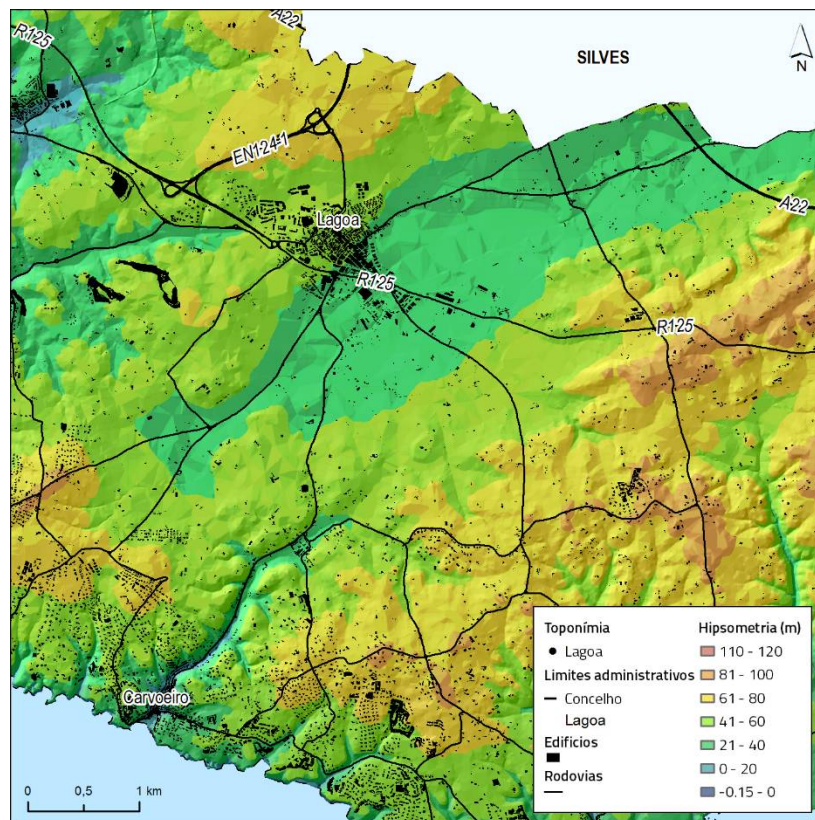 A22
R125
SILVES
N
EN124-1
Lagoa
A22
R125
R125
Carvoeiro
0 0,5 1 km
Toponímia
Lagoa
Limites administrativos
Concelho
Lagoa
Edificios
Rodovias
Hipsometria (m)
110 - 120
81 - 100
61 - 80
41 - 60
21 - 40
0 - 20
-0.15 - 0